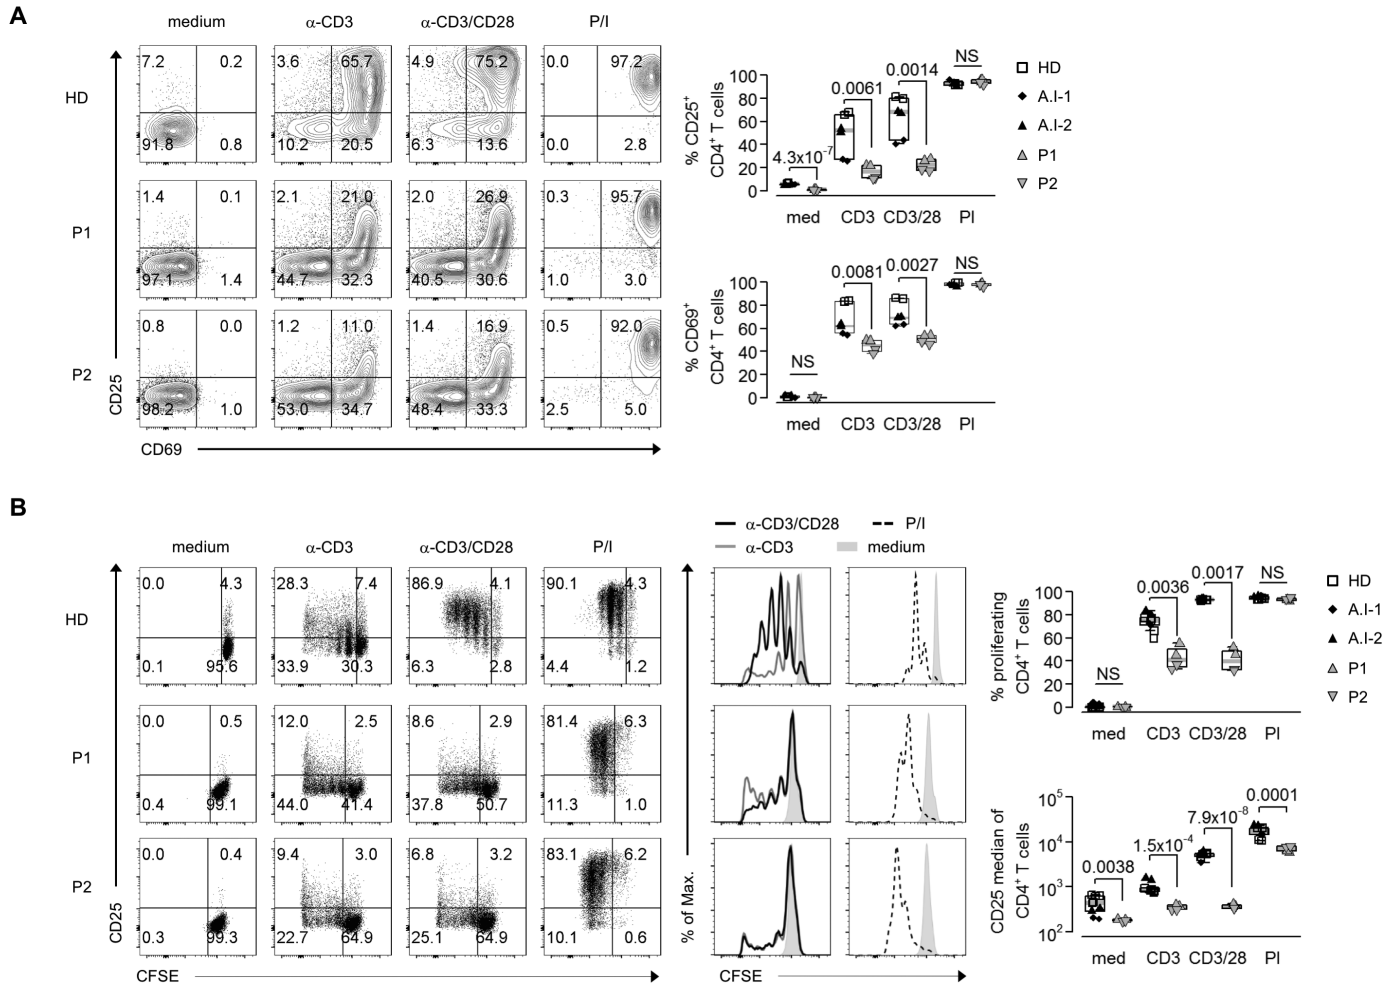 A
medium α-CD3 α-CD3/CD28 P/I
HD
7.2 0.2 3.6 65.7 4.9 75.2 0.0 97.2
91.8 0.8 10.2 20.5 6.3 13.6 0.0 2.8
P1
1.4 0.1 2.1 21.0 2.0 26.9 0.3 95.7
97.1 1.4 44.7 32.3 40.5 30.6 1.0 3.0
P2
0.8 0.0 1.2 11.0 1.4 16.9 0.5 92.0
98.2 1.0 53.0 34.7 48.4 33.3 2.5 5.0
CD25
CD69
% CD25⁺
CD4⁺ T cells
100
80
60
40
20
0
4.3x10⁻⁷
0.0061
0.0014
NS
med CD3 CD3/28 PI
HD
A.I-1
A.I-2
P1
P2
% CD69⁺
CD4⁺ T cells
100
80
60
40
20
0
NS
0.0081
0.0027
NS
med CD3 CD3/28 PI
B
medium α-CD3 α-CD3/CD28 P/I
HD
0.0 4.3 28.3 7.4 86.9 4.1 90.1 4.3
0.1 95.6 33.9 30.3 6.3 2.8 4.4 1.2
P1
0.0 0.5 12.0 2.5 8.6 2.9 81.4 6.3
0.4 99.1 44.0 41.4 37.8 50.7 11.3 1.0
P2
0.0 0.4 9.4 3.0 6.8 3.2 83.1 6.2
0.3 99.3 22.7 64.9 25.1 64.9 10.1 0.6
CD25
CFSE
α-CD3/CD28 P/I
α-CD3 medium
% of Max.
CFSE
% proliferating
CD4⁺ T cells
100
80
60
40
20
0
NS
0.0036
0.0017
NS
med CD3 CD3/28 PI
HD
A.I-1
A.I-2
P1
P2
CD25 median of
CD4⁺ T cells
10⁵
10⁴
10³
10²
0.0038
1.5x10⁻⁴
7.9x10⁻⁸
0.0001
med CD3 CD3/28 PI